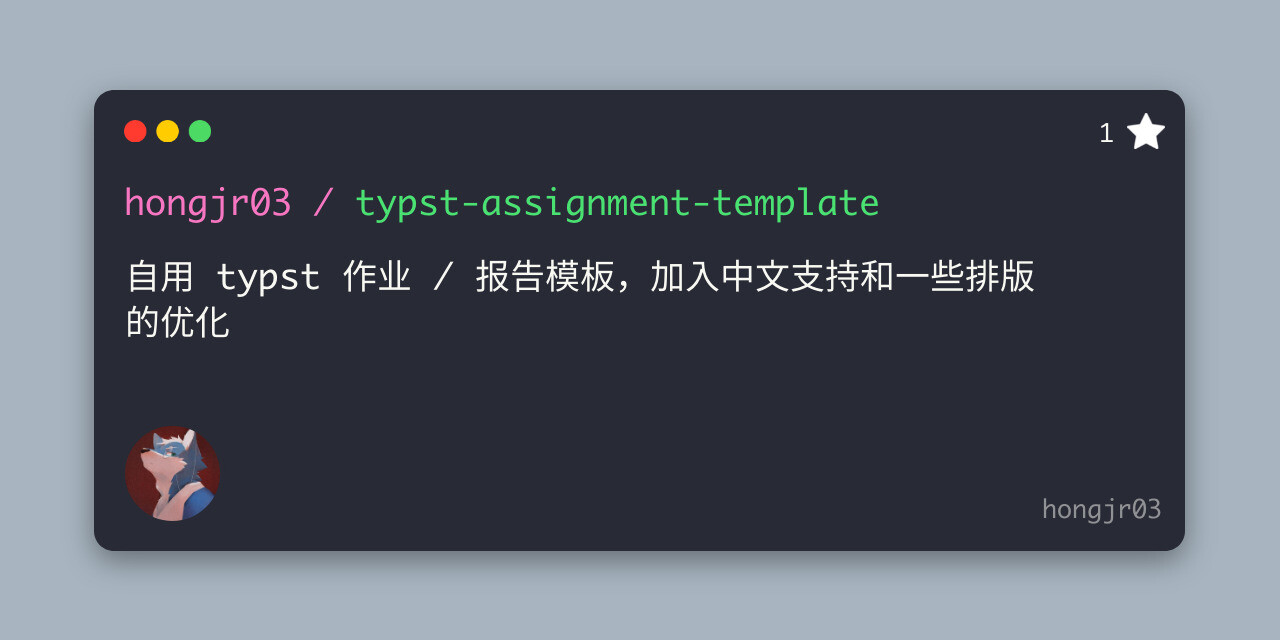 1
hongjr03 / typst-assignment-template
自用 typst 作业 / 报告模板，加入中文支持和一些排版
的优化
hongjr03